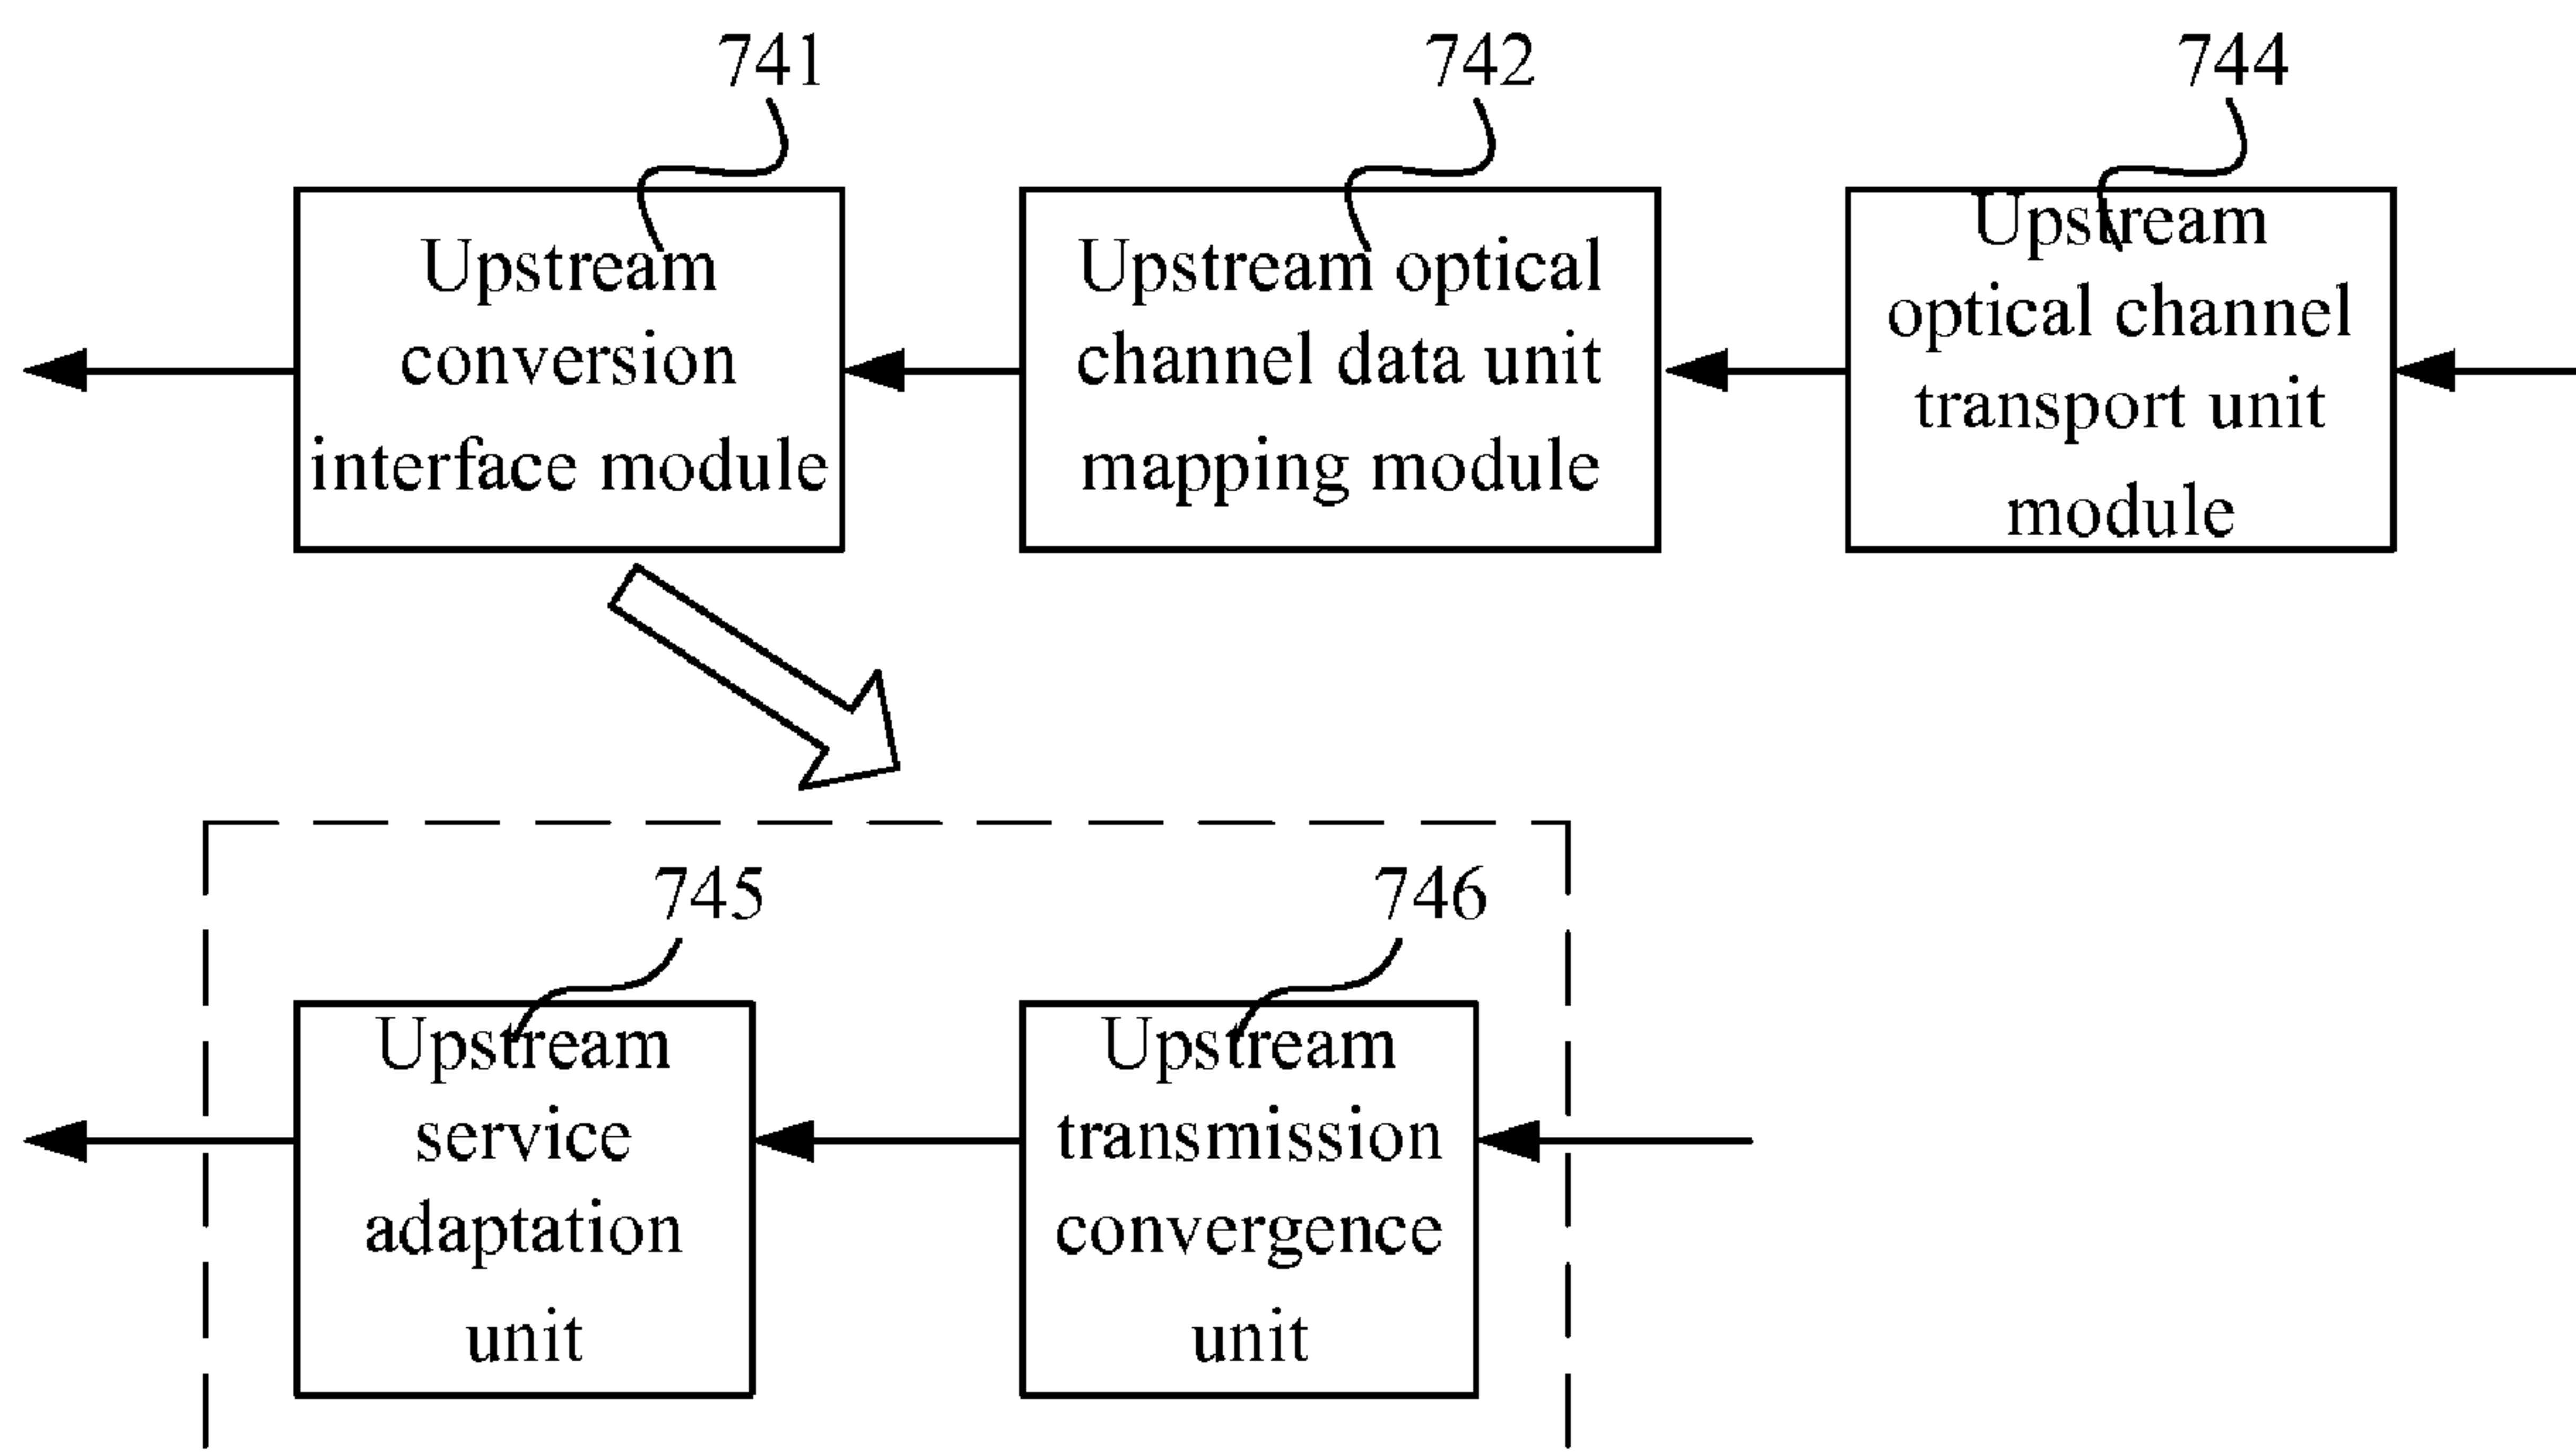 741
742
744
Upstream
conversion
interface module
Upstream optical
channel data unit
mapping module
Upstream
optical channel
transport unit
module
745
746
Upstream
service
adaptation
unit
Upstream
transmission
convergence
unit